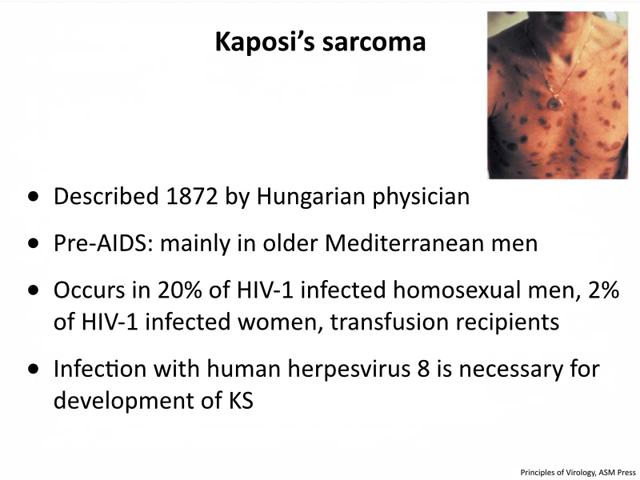 Kaposi's sarcoma
• Described 1872 by Hungarian physician
• Pre-AIDS: mainly in older Mediterranean men
• Occurs in 20% of HIV-1 infected homosexual men, 2%
of HIV-1 infected women, transfusion recipients
• Infection with human herpesvirus 8 is necessary for
development of KS
Principles of Virology, ASM Press